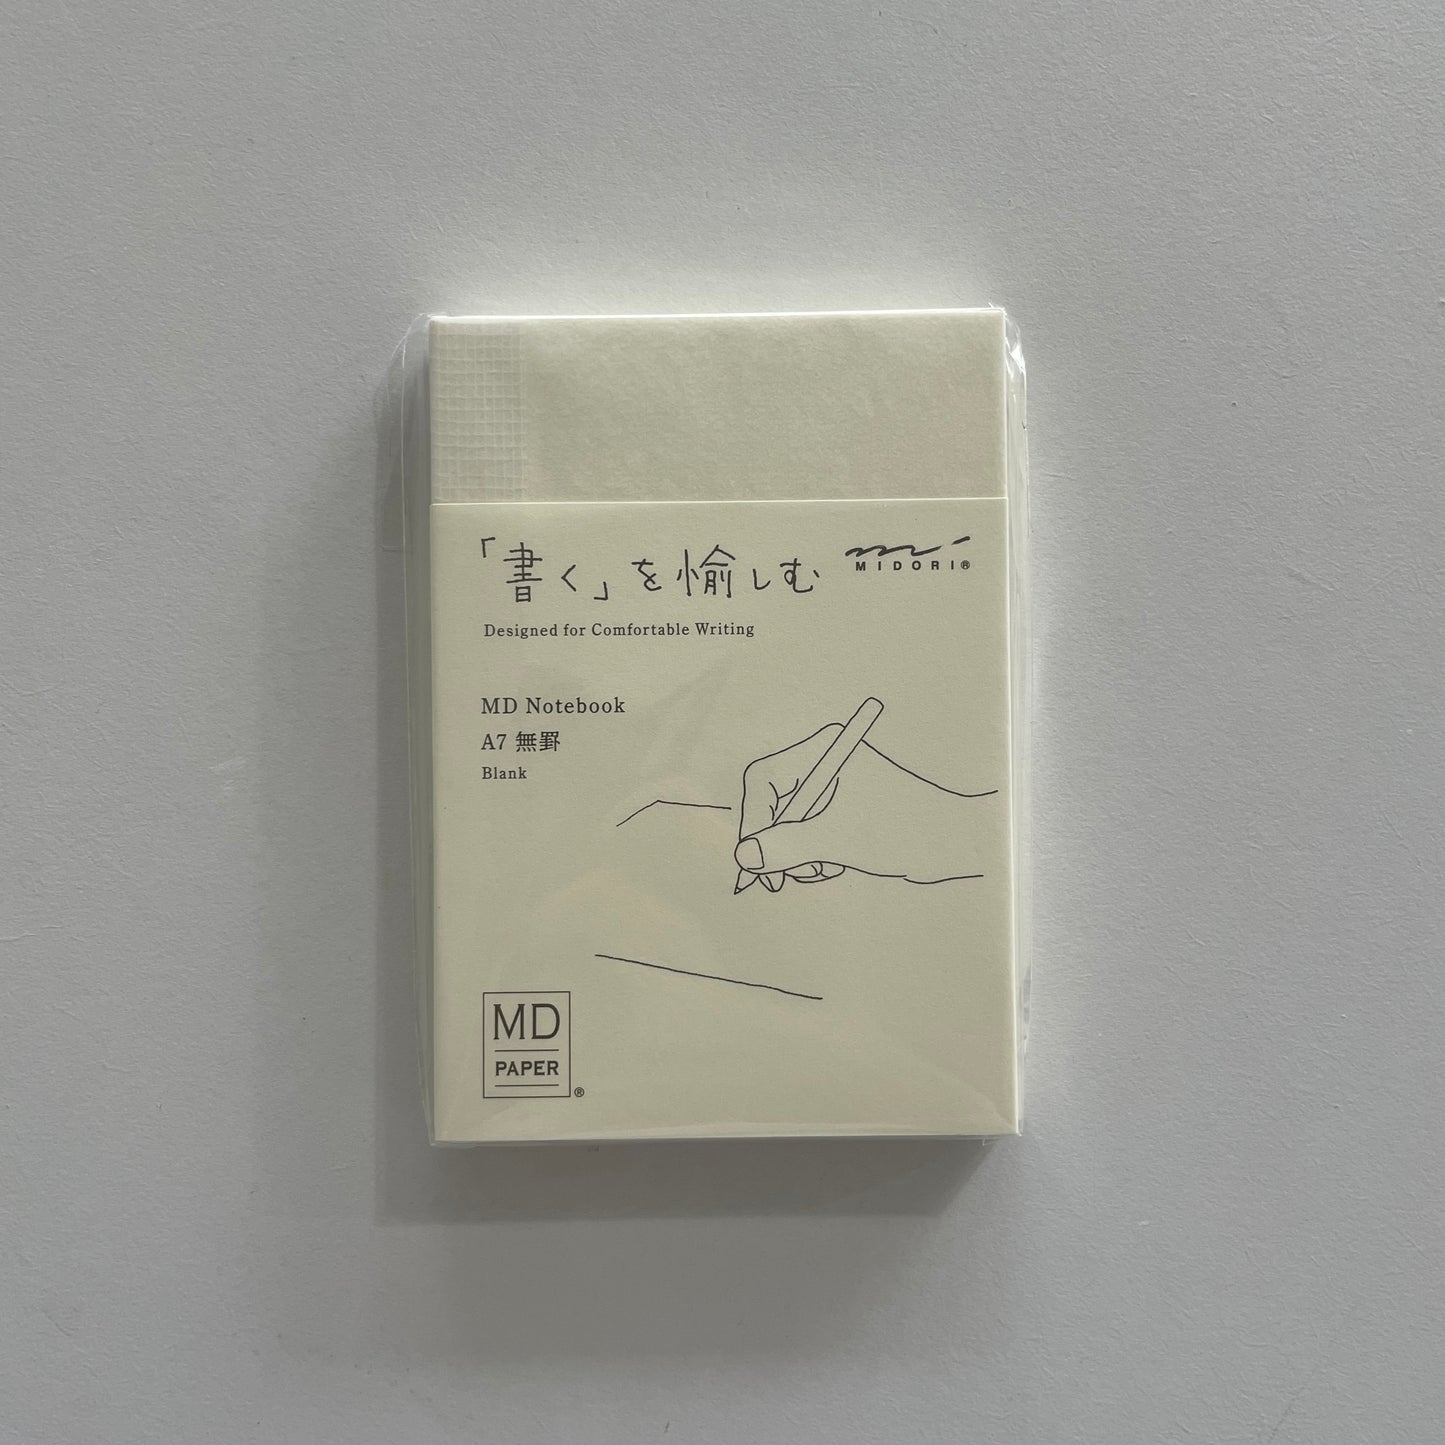 「書く」を愉しむ
MIDORI®
Designed for Comfortable Writing
MD Notebook
A7 無罫
Blank
MD
PAPER
®